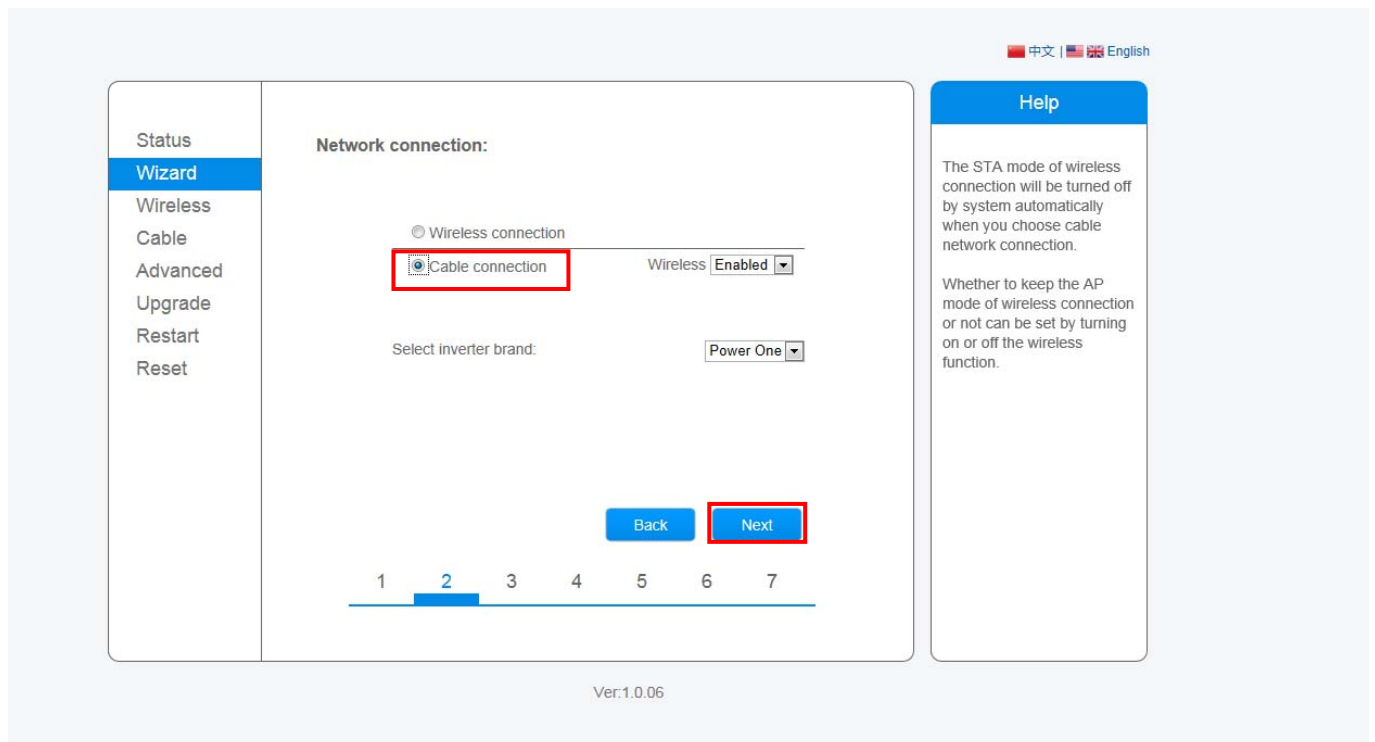 中文 | English
Status
Wizard
Wireless
Cable
Advanced
Upgrade
Restart
Reset
Network connection:
Wireless connection
Cable connection
Wireless Enabled
Select inverter brand:
Power One
Back
Next
1 2 3 4 5 6 7
Help
The STA mode of wireless
connection will be turned off
by system automatically
when you choose cable
network connection.
Whether to keep the AP
mode of wireless connection
or not can be set by turning
on or off the wireless
function.
Ver:1.0.06